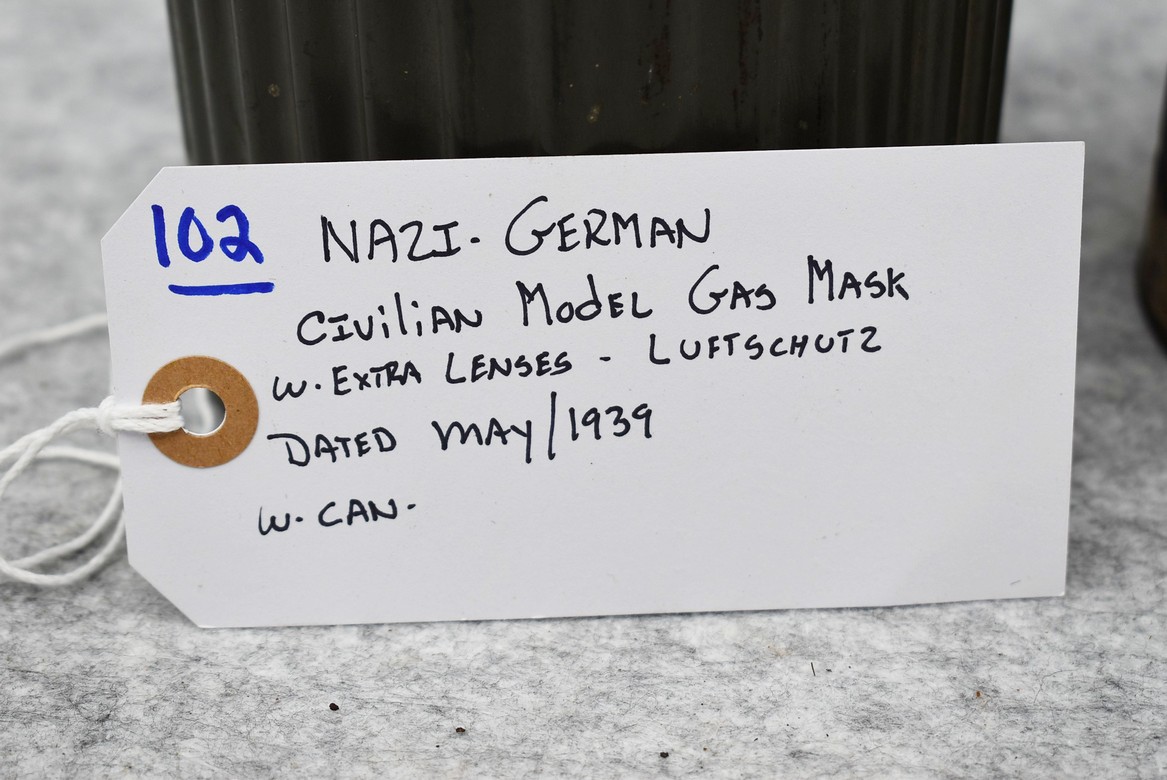 102 NAZI. GERMAN
CIVILIAN MODEL GAS MASK
W. EXTRA LENSES - LUFTSCHUTZ
DATED MAY/1939
W. CAN.